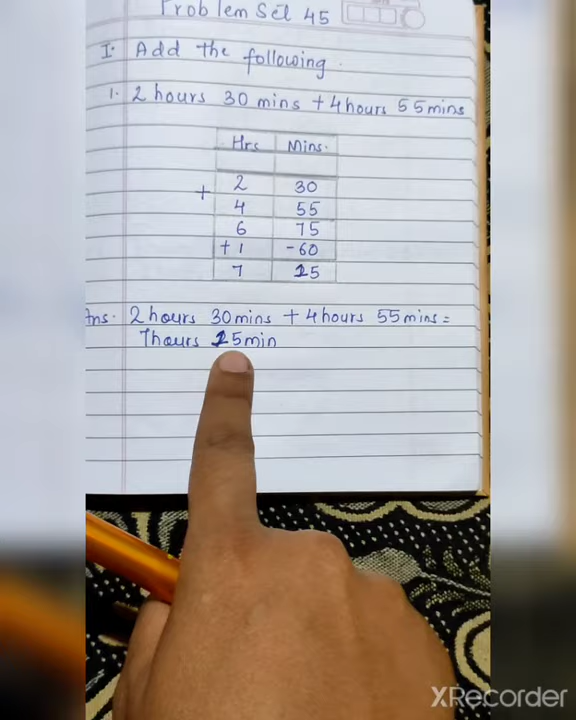 Problem Set 45
I. Add the following.
1. 2 hours 30 mins + 4 hours 55 mins
Hrs Mins.
+ 2 30
4 55
6 75
+1 -60
7 25
Ans. 2 hours 30 mins + 4 hours 55 mins =
7 hours 25 min
XRecorder